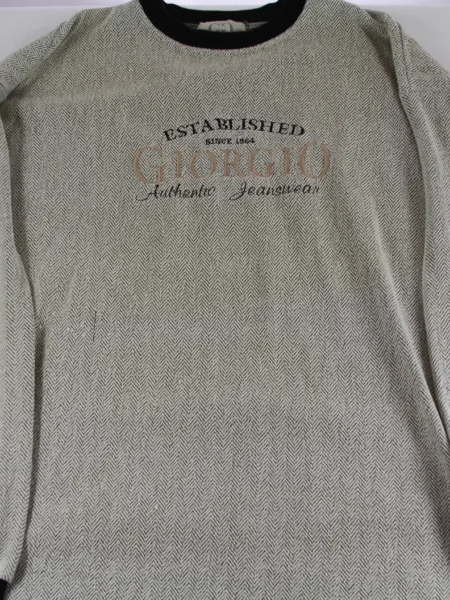 ESTABLISHED
SINCE 1964
GIORGIO
Authentic Jeanswear